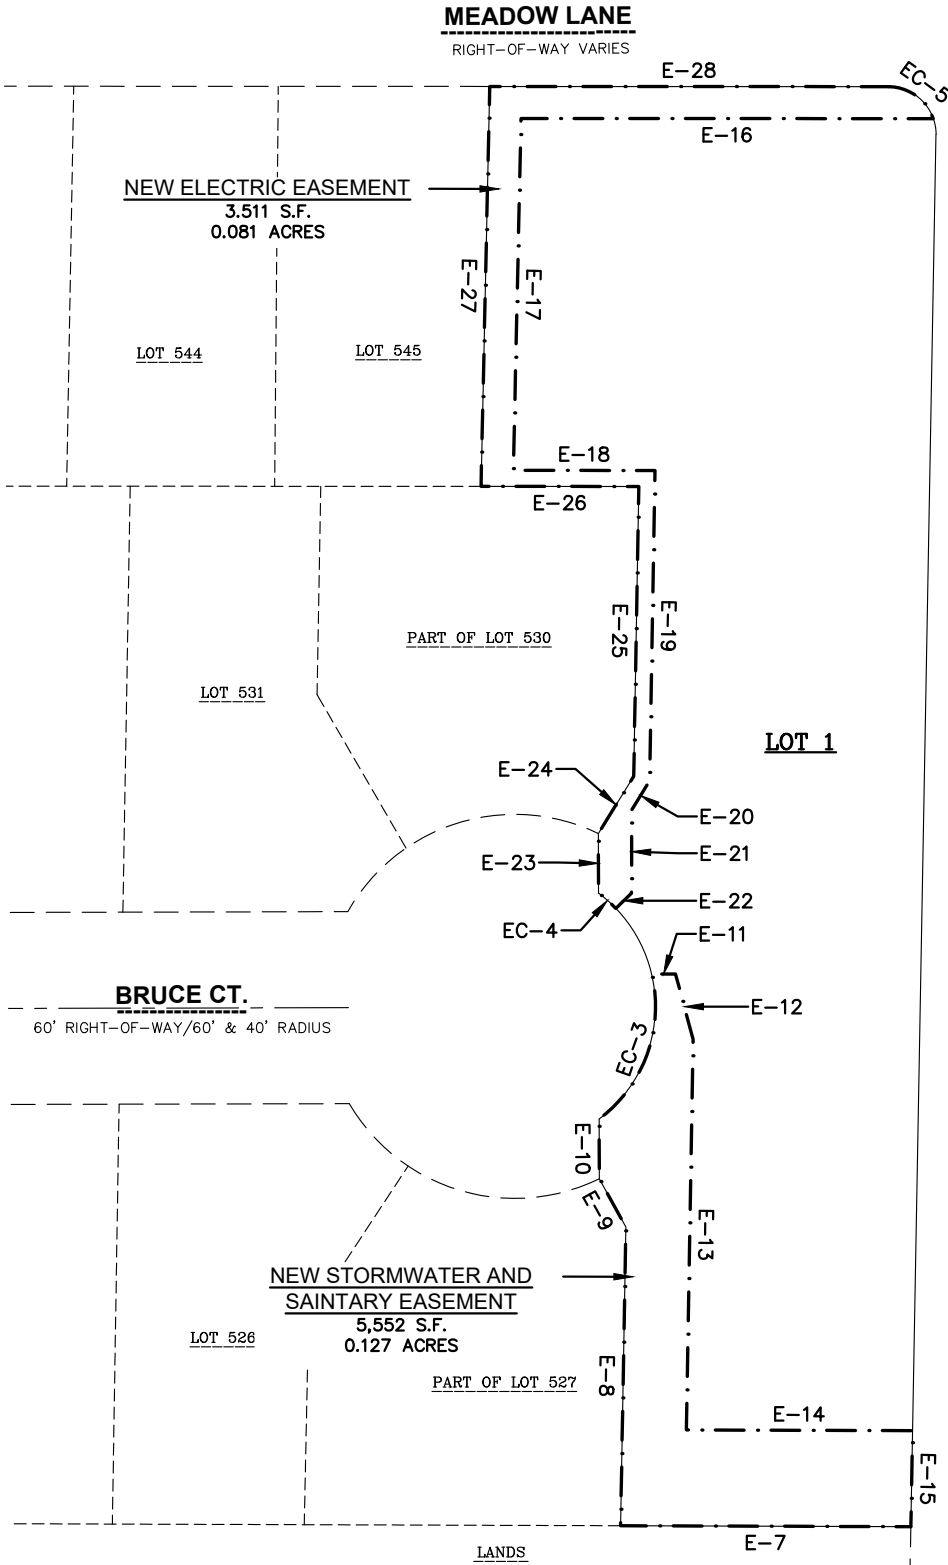 MEADOW LANE
RIGHT-OF-WAY VARIES
E-28
EC-5
E-16
NEW ELECTRIC EASEMENT
3.511 S.F.
0.081 ACRES
E-27
E-17
LOT 544
LOT 545
E-18
E-26
E-25
E-19
PART OF LOT 530
LOT 531
LOT 1
E-24
E-20
E-21
E-23
E-22
EC-4
E-11
BRUCE CT.
60' RIGHT-OF-WAY/60' & 40' RADIUS
E-12
EC-3
E-10
E-9
E-13
NEW STORMWATER AND
SAINTARY EASEMENT
5,552 S.F.
0.127 ACRES
LOT 526
PART OF LOT 527
E-8
E-14
E-15
E-7
LANDS